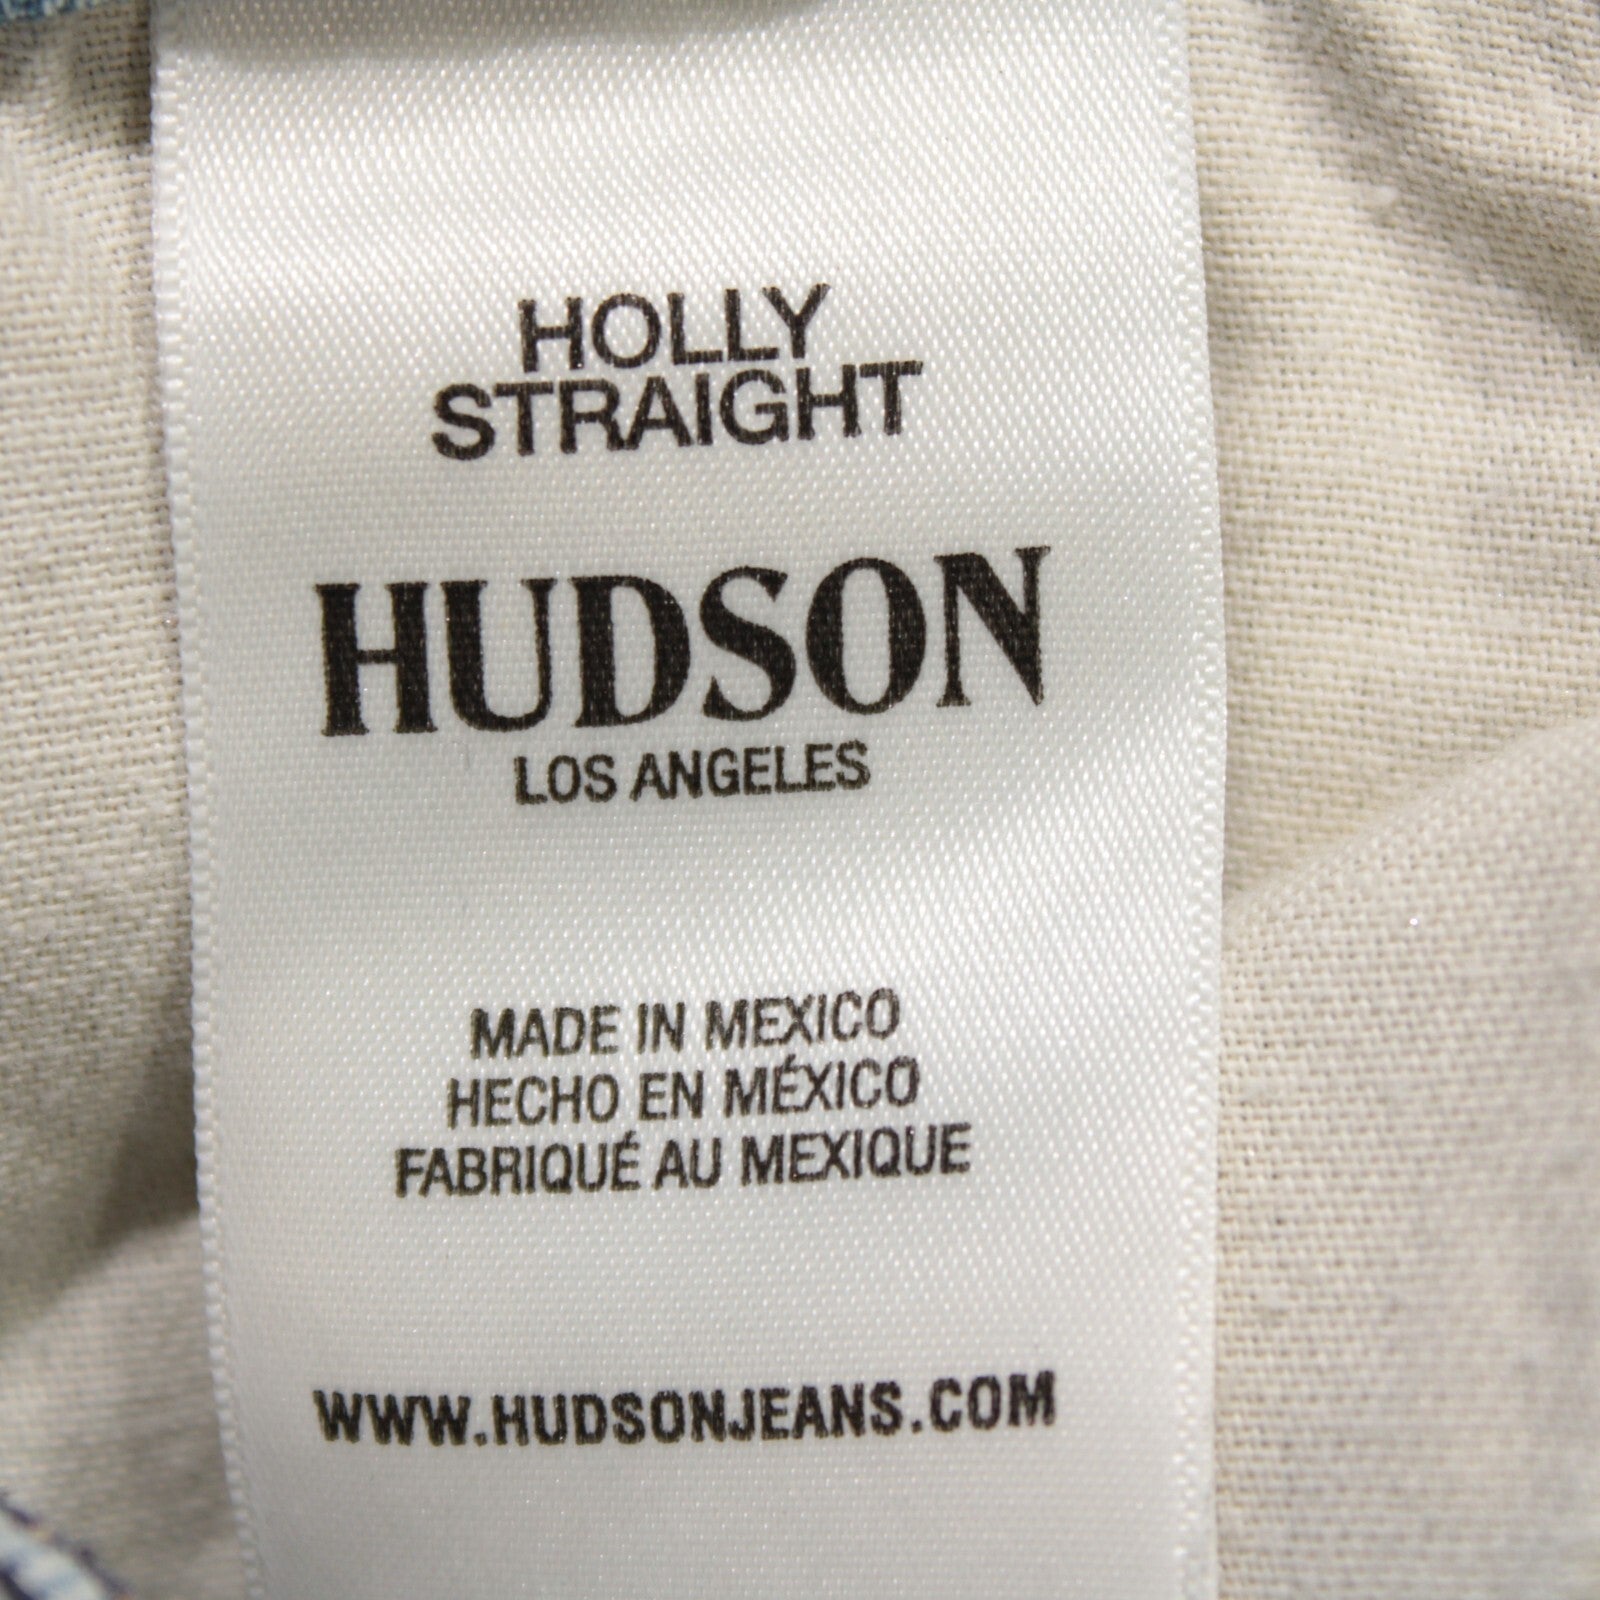 HOLLY
STRAIGHT
HUDSON
LOS ANGELES
MADE IN MEXICO
HECHO EN MÉXICO
FABRIQUÉ AU MEXIQUE
WWW.HUDSONJEANS.COM